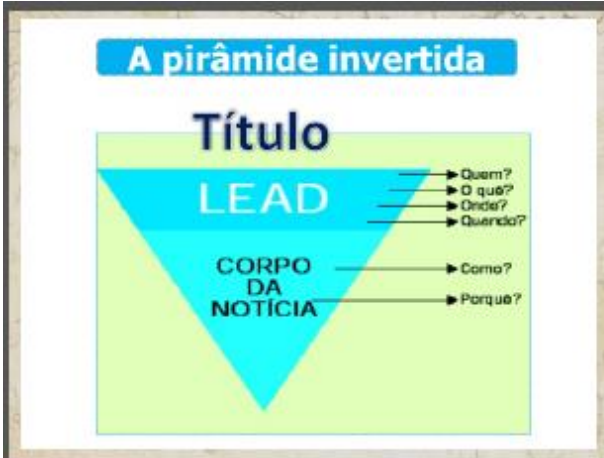 A pirâmide invertida
Título
LEAD
Quem?
O quê?
Onde?
Quando?
CORPO
DA
NOTÍCIA
Como?
Porquê?